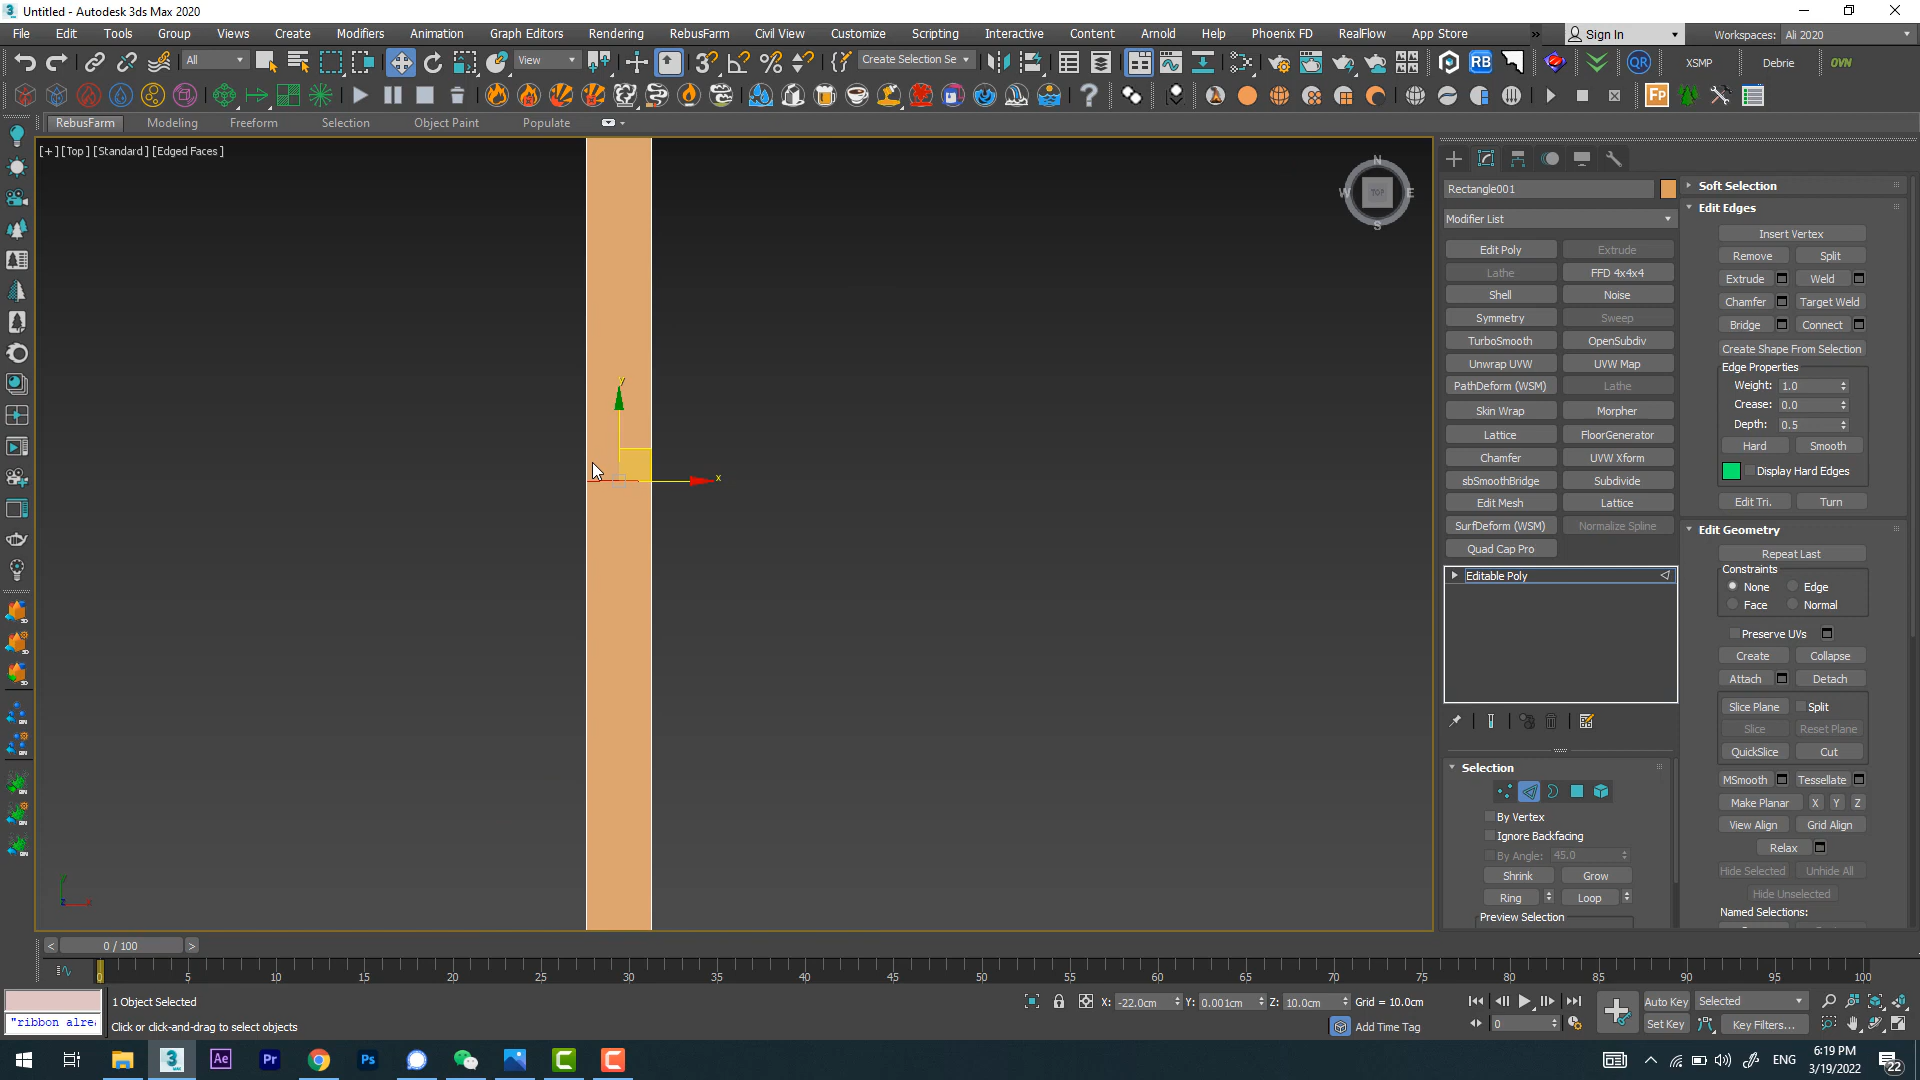 Untitled - Autodesk 3ds Max 2020
File Edit Tools Group Views Create Modifiers Animation Graph Editors Rendering RebusFarm Civil View Customize Scripting Interactive Content Arnold Help Phoenix FD RealFlow App Store Sign In Workspaces: Ali 2020
All View Create Selection Se RB QR XSMP Debrie OVN
Fp
RebusFarm Modeling Freeform Selection Object Paint Populate
[+] [Top ] [Standard ] [Edged Faces ]
N
W TOP E
S
y
x
Rectangle001
Modifier List
Edit Poly Extrude
Lathe FFD 4x4x4
Shell Noise
Symmetry Sweep
TurboSmooth OpenSubdiv
Unwrap UVW UVW Map
PathDeform (WSM) Lathe
Skin Wrap Morpher
Lattice FloorGenerator
Chamfer UVW Xform
sbSmoothBridge Subdivide
Edit Mesh Lattice
SurfDeform (WSM) Normalize Spline
Quad Cap Pro
Editable Poly
Selection
By Vertex
Ignore Backfacing
By Angle: 45.0
Shrink Grow
Ring Loop
Preview Selection
Soft Selection
Edit Edges
Insert Vertex
Remove Split
Extrude Weld
Chamfer Target Weld
Bridge Connect
Create Shape From Selection
Edge Properties
Weight: 1.0
Crease: 0.0
Depth: 0.5
Hard Smooth
Display Hard Edges
Edit Tri. Turn
Edit Geometry
Repeat Last
Constraints
None Edge
Face Normal
Preserve UVs
Create Collapse
Attach Detach
Slice Plane Split
Slice Reset Plane
QuickSlice Cut
MSmooth Tessellate
Make Planar X Y Z
View Align Grid Align
Relax
Hide Selected Unhide All
Hide Unselected
Named Selections:
< 0 / 100 >
0 5 10 15 20 25 30 35 40 45 50 55 60 65 70 75 80 85 90 95 100
1 Object Selected X: -22.0cm Y: 0.001cm Z: 10.0cm Grid = 10.0cm Auto Key Selected
"ribbon alrea Click or click-and-drag to select objects Add Time Tag 0 Set Key Key Filters...
Ae Pr Ps ENG 6:19 PM
3/19/2022 22